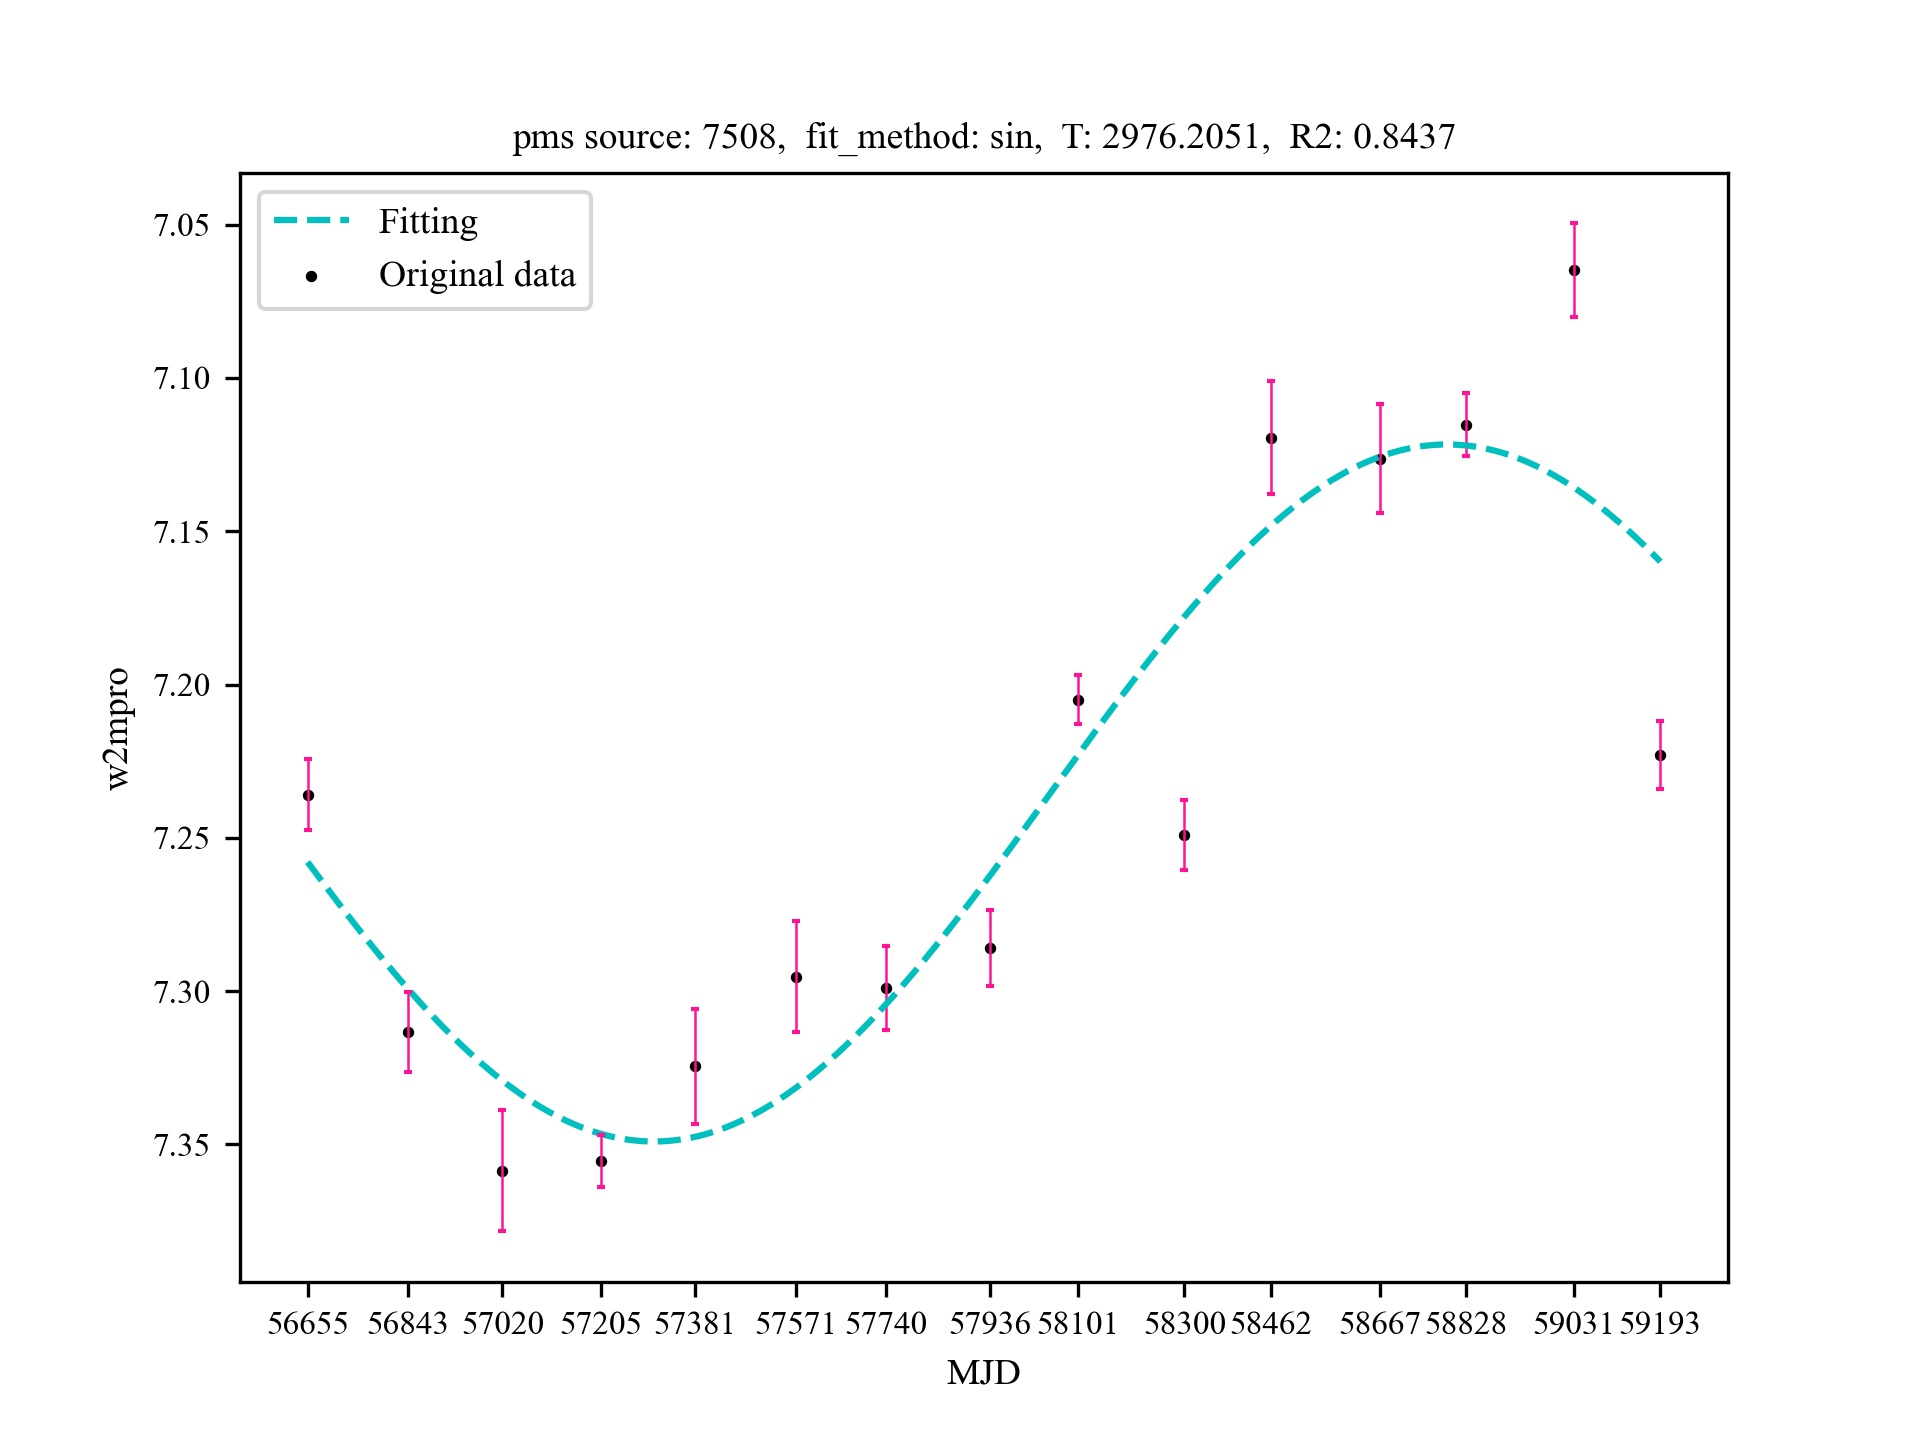 pms source: 7508,  fit_method: sin,  T: 2976.2051,  R2: 0.8437
Fitting
Original data
7.05
7.10
7.15
7.20
7.25
7.30
7.35
w2mpro
56655 56843 57020 57205 57381 57571 57740 57936 58101 58300 58462 58667 58828 59031 59193
MJD